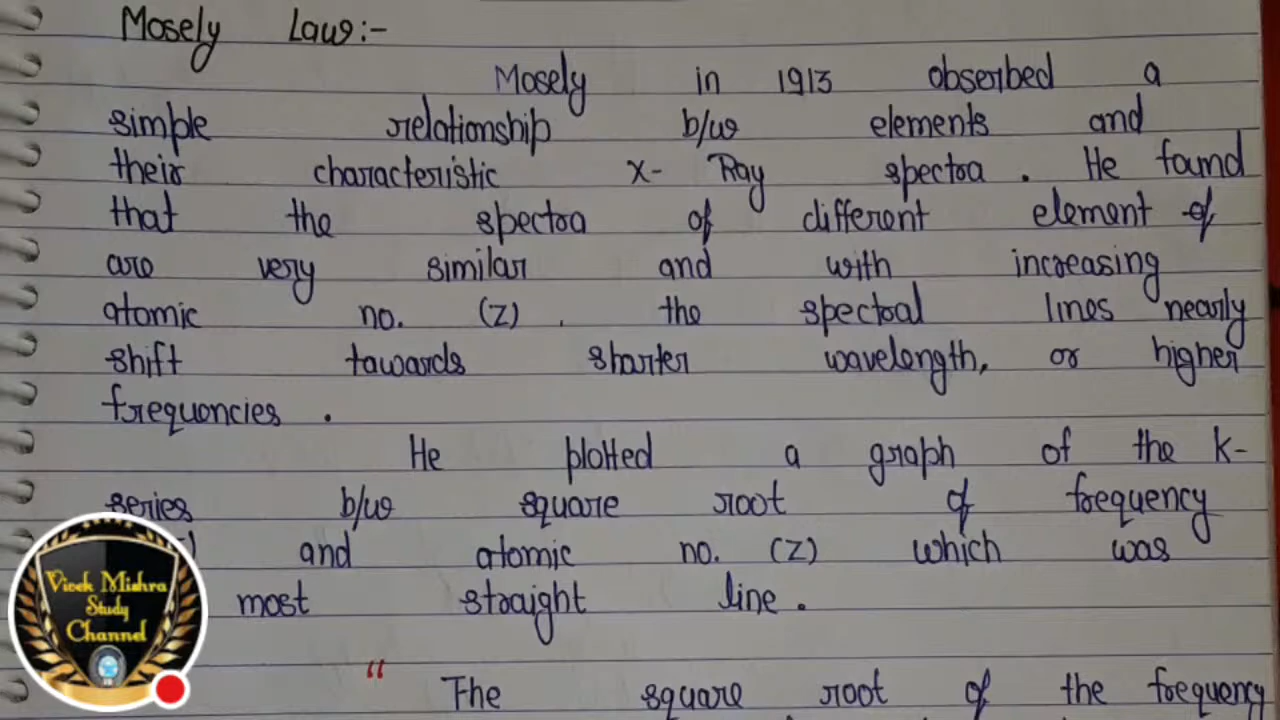 Mosely Law:-
Mosely in 1913 observed a
simple relationship b/w elements and
their characteristic X- Ray spectra . He found
that the spectra of different element of
are very similar and with increasing
atomic no. (Z) . the spectral lines nearly
shift towards shorter wavelength, or higher
frequencies .
He plotted a graph of the k-
series b/w square root of frequency
and atomic no. (Z) which was
most straight line .
" The square root of the frequency
Vivek Mishra
Study
Channel